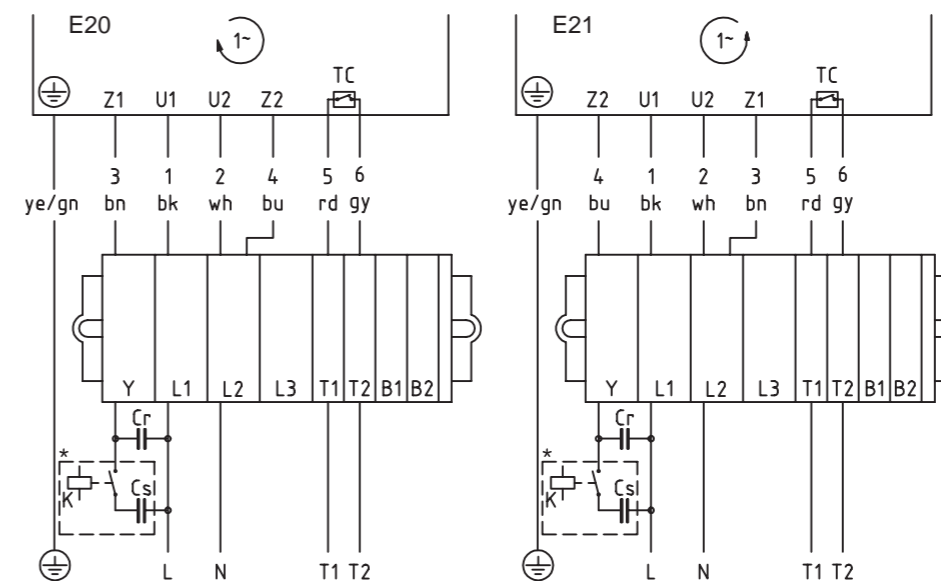 E20
1~
TC
Z1 U1 U2 Z2
3 1 2 4 5 6
ye/gn bn bk wh bu rd gy
Y L1 L2 L3 T1 T2 B1 B2
Cr
*
K
Cs
L N T1 T2
E21
1~
TC
Z2 U1 U2 Z1
4 1 2 3 5 6
ye/gn bu bk wh bn rd gy
Y L1 L2 L3 T1 T2 B1 B2
Cr
*
K
Cs
L N T1 T2